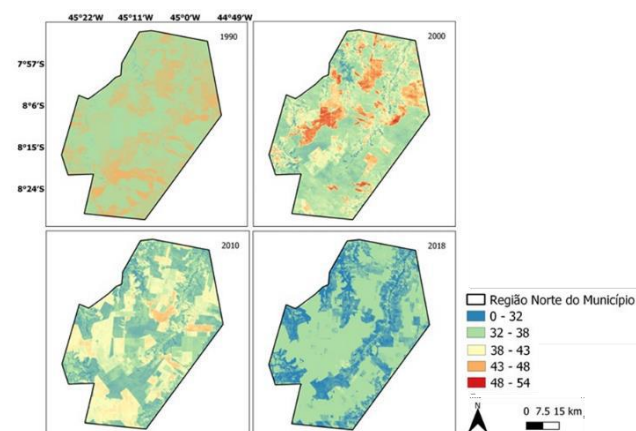 45°22'W 45°11'W 45°0'W 44°49'W
1990
2000
7°57'S
8°6'S
8°15'S
8°24'S
2010
2018
Região Norte do Município
0 - 32
32 - 38
38 - 43
43 - 48
48 - 54
N
0 7.5 15 km